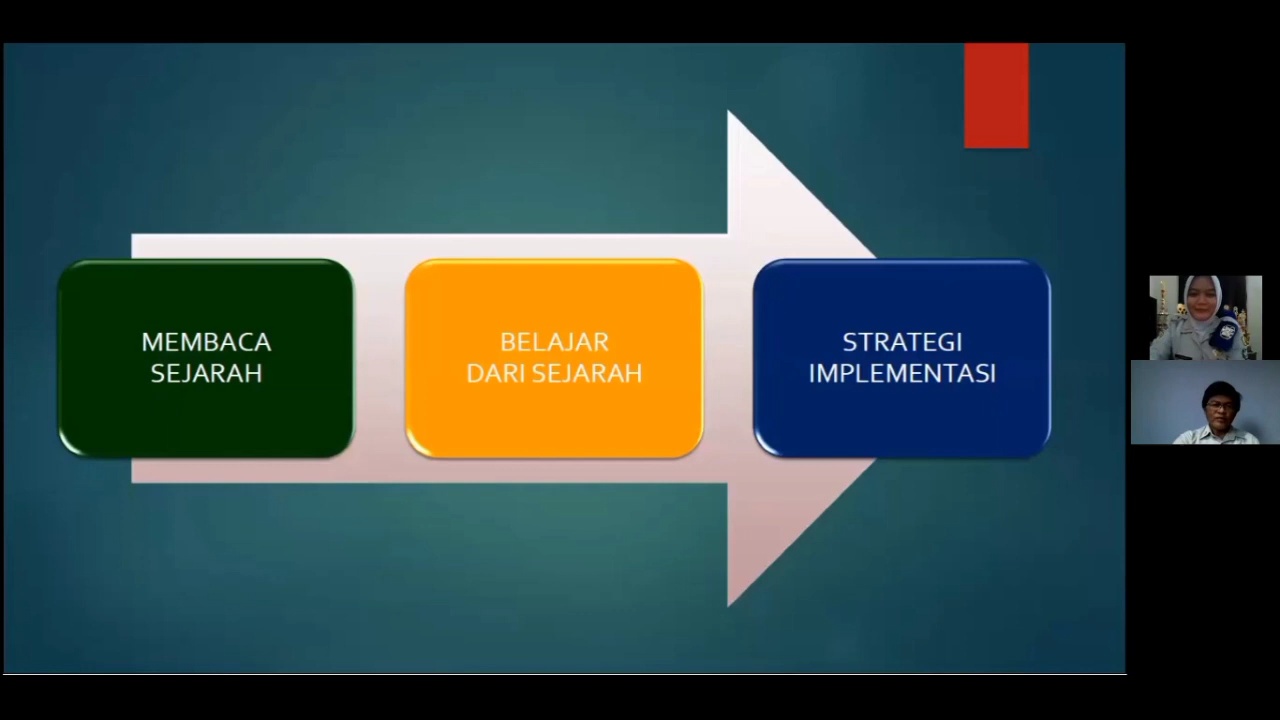 MEMBACA
SEJARAH
BELAJAR
DARI SEJARAH
STRATEGI
IMPLEMENTASI